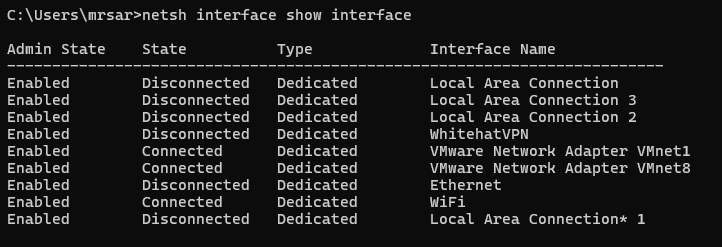 C:\Users\mrsar>netsh interface show interface
Admin State    State          Type             Interface Name
-------------------------------------------------------------------------
Enabled        Disconnected   Dedicated        Local Area Connection
Enabled        Disconnected   Dedicated        Local Area Connection 3
Enabled        Disconnected   Dedicated        Local Area Connection 2
Enabled        Disconnected   Dedicated        WhitehatVPN
Enabled        Connected      Dedicated        VMware Network Adapter VMnet1
Enabled        Connected      Dedicated        VMware Network Adapter VMnet8
Enabled        Disconnected   Dedicated        Ethernet
Enabled        Connected      Dedicated        WiFi
Enabled        Disconnected   Dedicated        Local Area Connection* 1